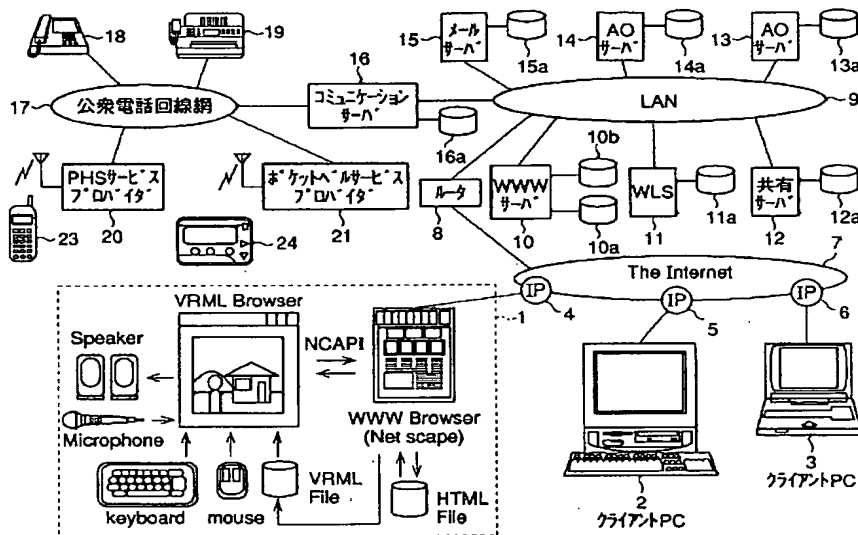 18
19
15
メール
サーバ
15a
14
AO
サーバ
14a
13
AO
サーバ
13a
16
コミュニケーション
サーバ
16a
17
公衆電話回線網
LAN
9
PHSサービス
プロバイダ
20
23
ポケットベルサービス
プロバイダ
21
24
ルータ
8
WWW
サーバ
10
10b
10a
WLS
11
11a
共有
サーバ
12
12a
The Internet
7
IP
4
IP
5
IP
6
1
VRML Browser
NCAPI
Speaker
Microphone
WWW Browser
(Net scape)
keyboard
mouse
VRML
File
HTML
File
2
クライアントPC
3
クライアントPC